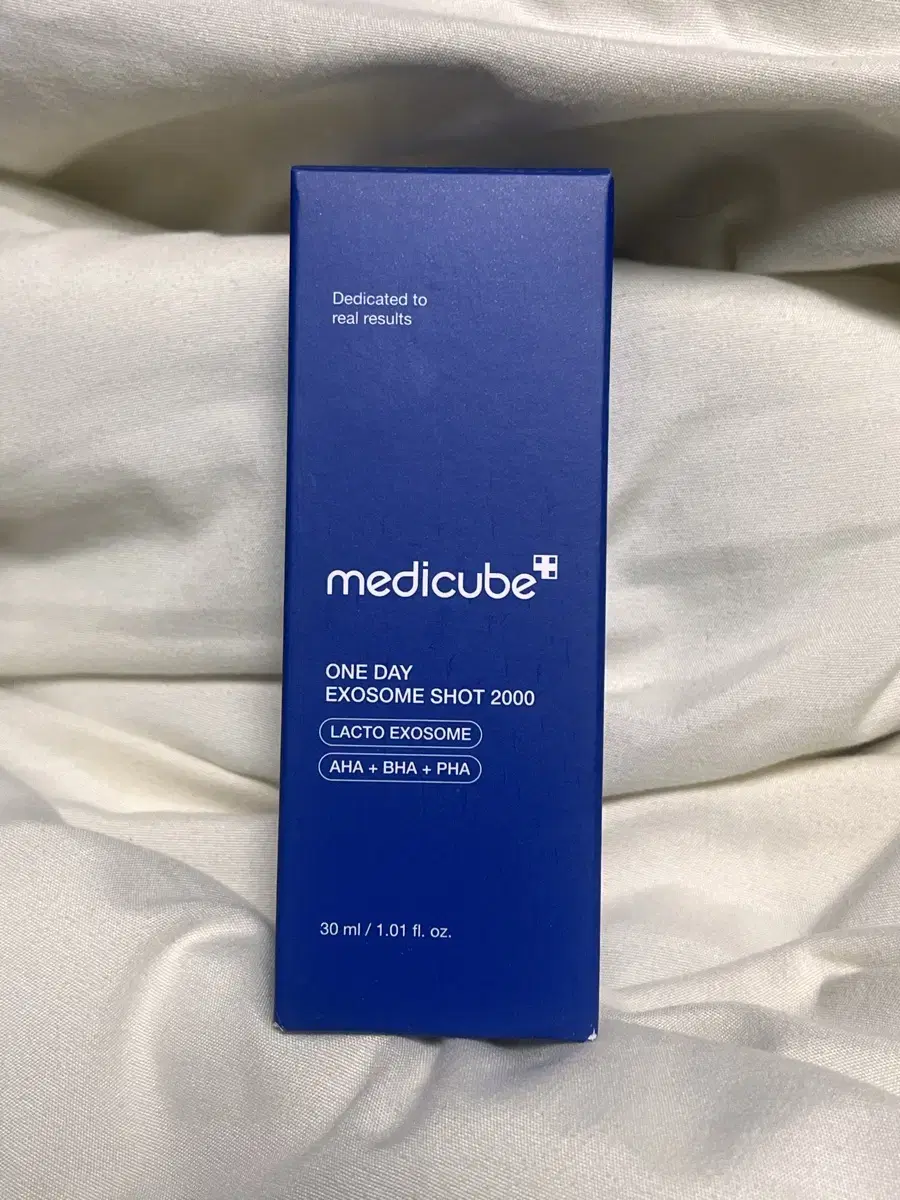 Dedicated to
real results
medicube
ONE DAY
EXOSOME SHOT 2000
LACTO EXOSOME
AHA + BHA + PHA
30 ml / 1.01 fl. oz.